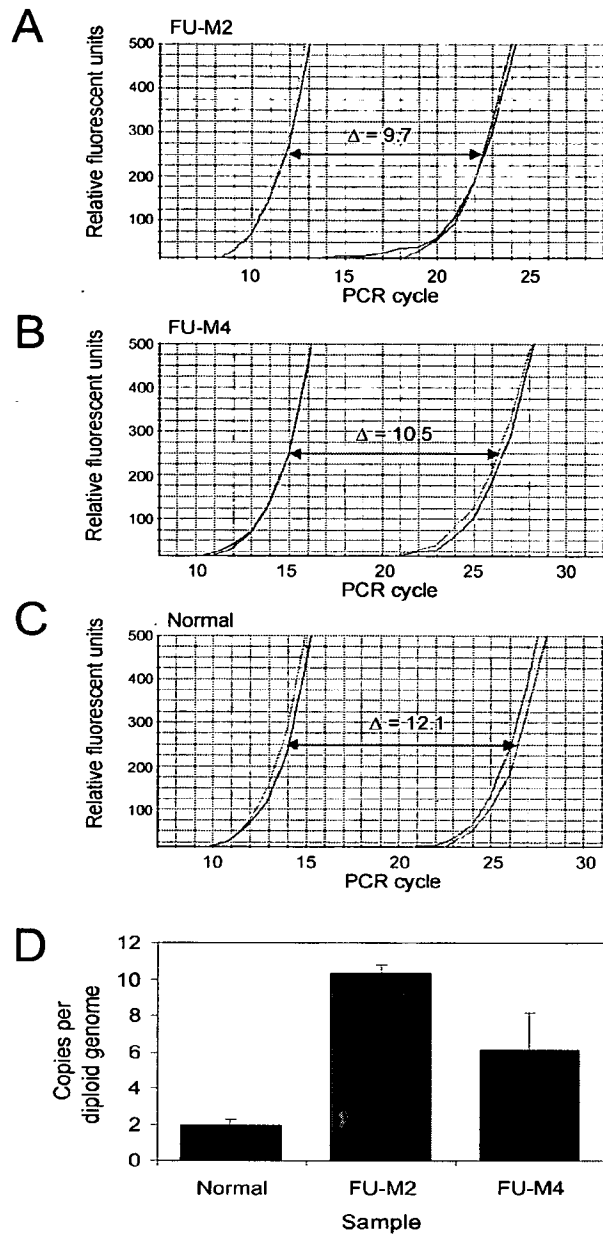 A
FU-M2
Relative fluorescent units
500
400
300
200
100
Δ = 9.7
10
15
20
25
PCR cycle
B
FU-M4
Relative fluorescent units
500
400
300
200
100
Δ = 10.5
10
15
20
25
30
PCR cycle
C
Normal
Relative fluorescent units
500
400
300
200
100
Δ = 12.1
10
15
20
25
30
PCR cycle
D
Copies per
diploid genome
12
10
8
6
4
2
0
Normal
FU-M2
FU-M4
Sample